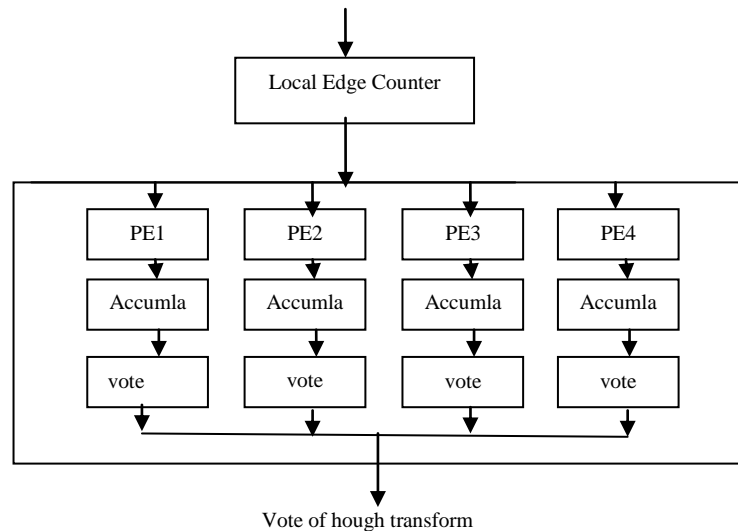 Local Edge Counter
PE1 PE2 PE3 PE4
Accumla Accumla Accumla Accumla
vote vote vote vote
Vote of hough transform